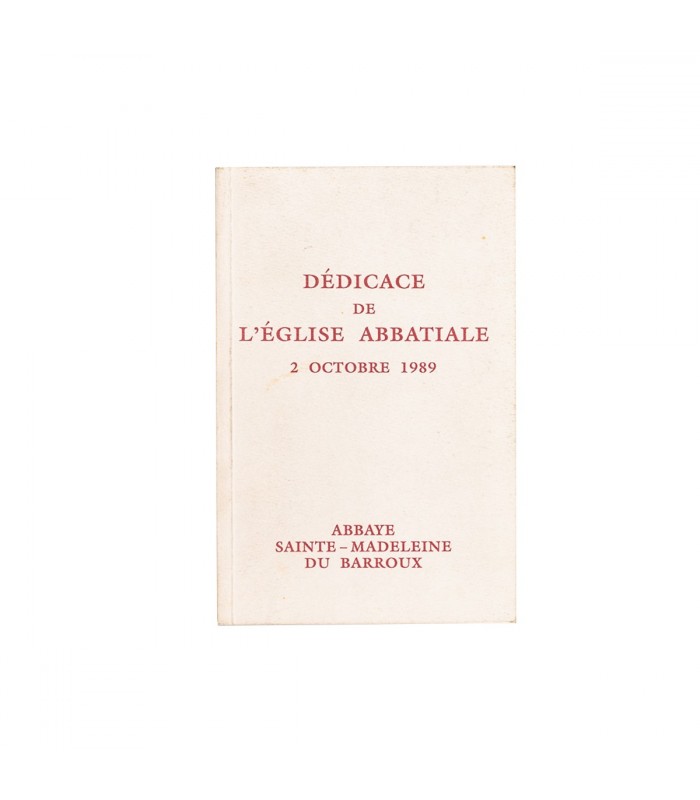 DÉDICACE
DE
L'ÉGLISE ABBATIALE
2 OCTOBRE 1989
ABBAYE
SAINTE – MADELEINE
DU BARROUX